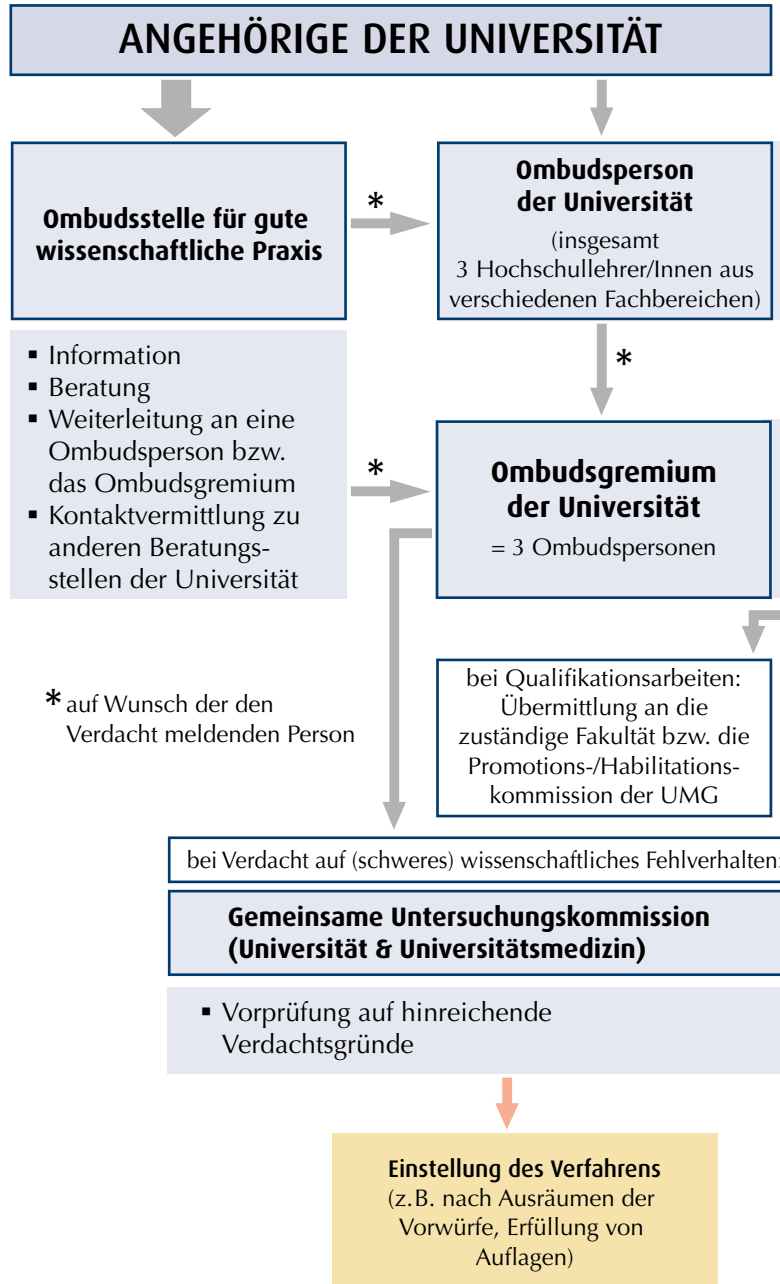 ANGEHÖRIGE DER UNIVERSITÄT
Ombudsstelle für gute
wissenschaftliche Praxis
*
Ombudsperson
der Universität
(insgesamt
3 Hochschullehrer/Innen aus
verschiedenen Fachbereichen)
*
▪ Information
▪ Beratung
▪ Weiterleitung an eine
Ombudsperson bzw.
das Ombudsgremium
▪ Kontaktvermittlung zu
anderen Beratungs-
stellen der Universität
*
Ombudsgremium
der Universität
= 3 Ombudspersonen
* auf Wunsch der den
Verdacht meldenden Person
bei Qualifikationsarbeiten:
Übermittlung an die
zuständige Fakultät bzw. die
Promotions-/Habilitations-
kommission der UMG
bei Verdacht auf (schweres) wissenschaftliches Fehlverhalten:
Gemeinsame Untersuchungskommission
(Universität & Universitätsmedizin)
▪ Vorprüfung auf hinreichende
Verdachtsgründe
Einstellung des Verfahrens
(z.B. nach Ausräumen der
Vorwürfe, Erfüllung von
Auflagen)